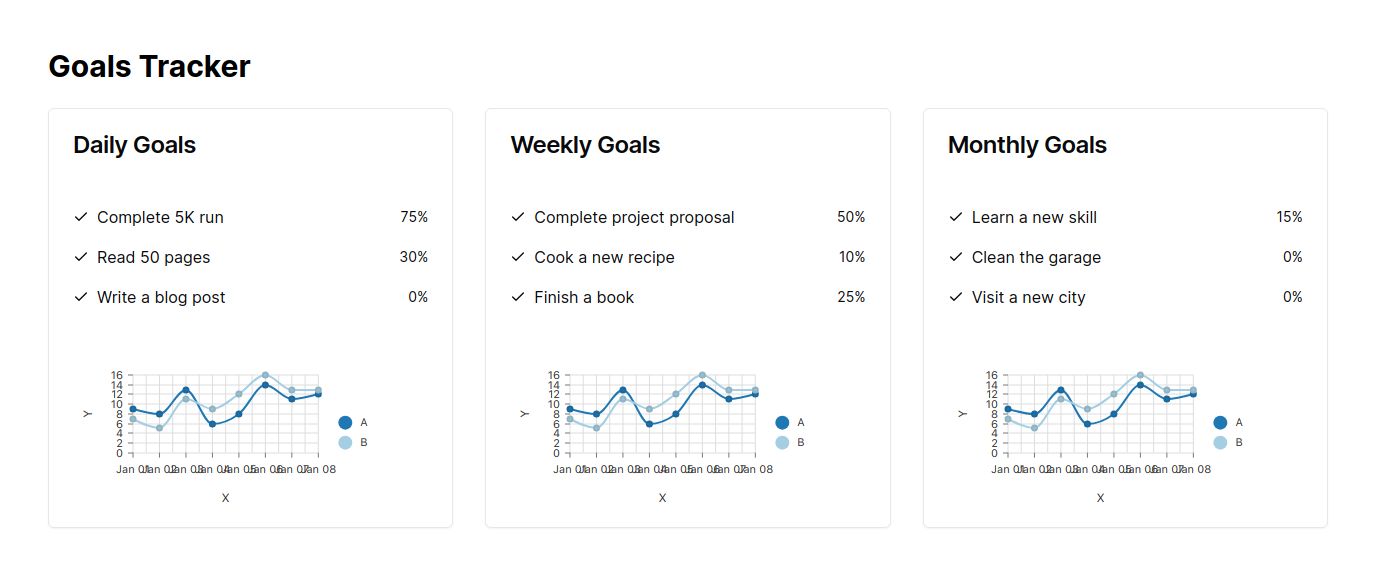 Goals Tracker
Daily Goals
Complete 5K run 75%
Read 50 pages 30%
Write a blog post 0%
16
14
12
10
8
6
4
2
0
Y
Jan 01 Jan 02 Jan 03 Jan 04 Jan 05 Jan 06 Jan 07 Jan 08
X
A
B
Weekly Goals
Complete project proposal 50%
Cook a new recipe 10%
Finish a book 25%
16
14
12
10
8
6
4
2
0
Y
Jan 01 Jan 02 Jan 03 Jan 04 Jan 05 Jan 06 Jan 07 Jan 08
X
A
B
Monthly Goals
Learn a new skill 15%
Clean the garage 0%
Visit a new city 0%
16
14
12
10
8
6
4
2
0
Y
Jan 01 Jan 02 Jan 03 Jan 04 Jan 05 Jan 06 Jan 07 Jan 08
X
A
B